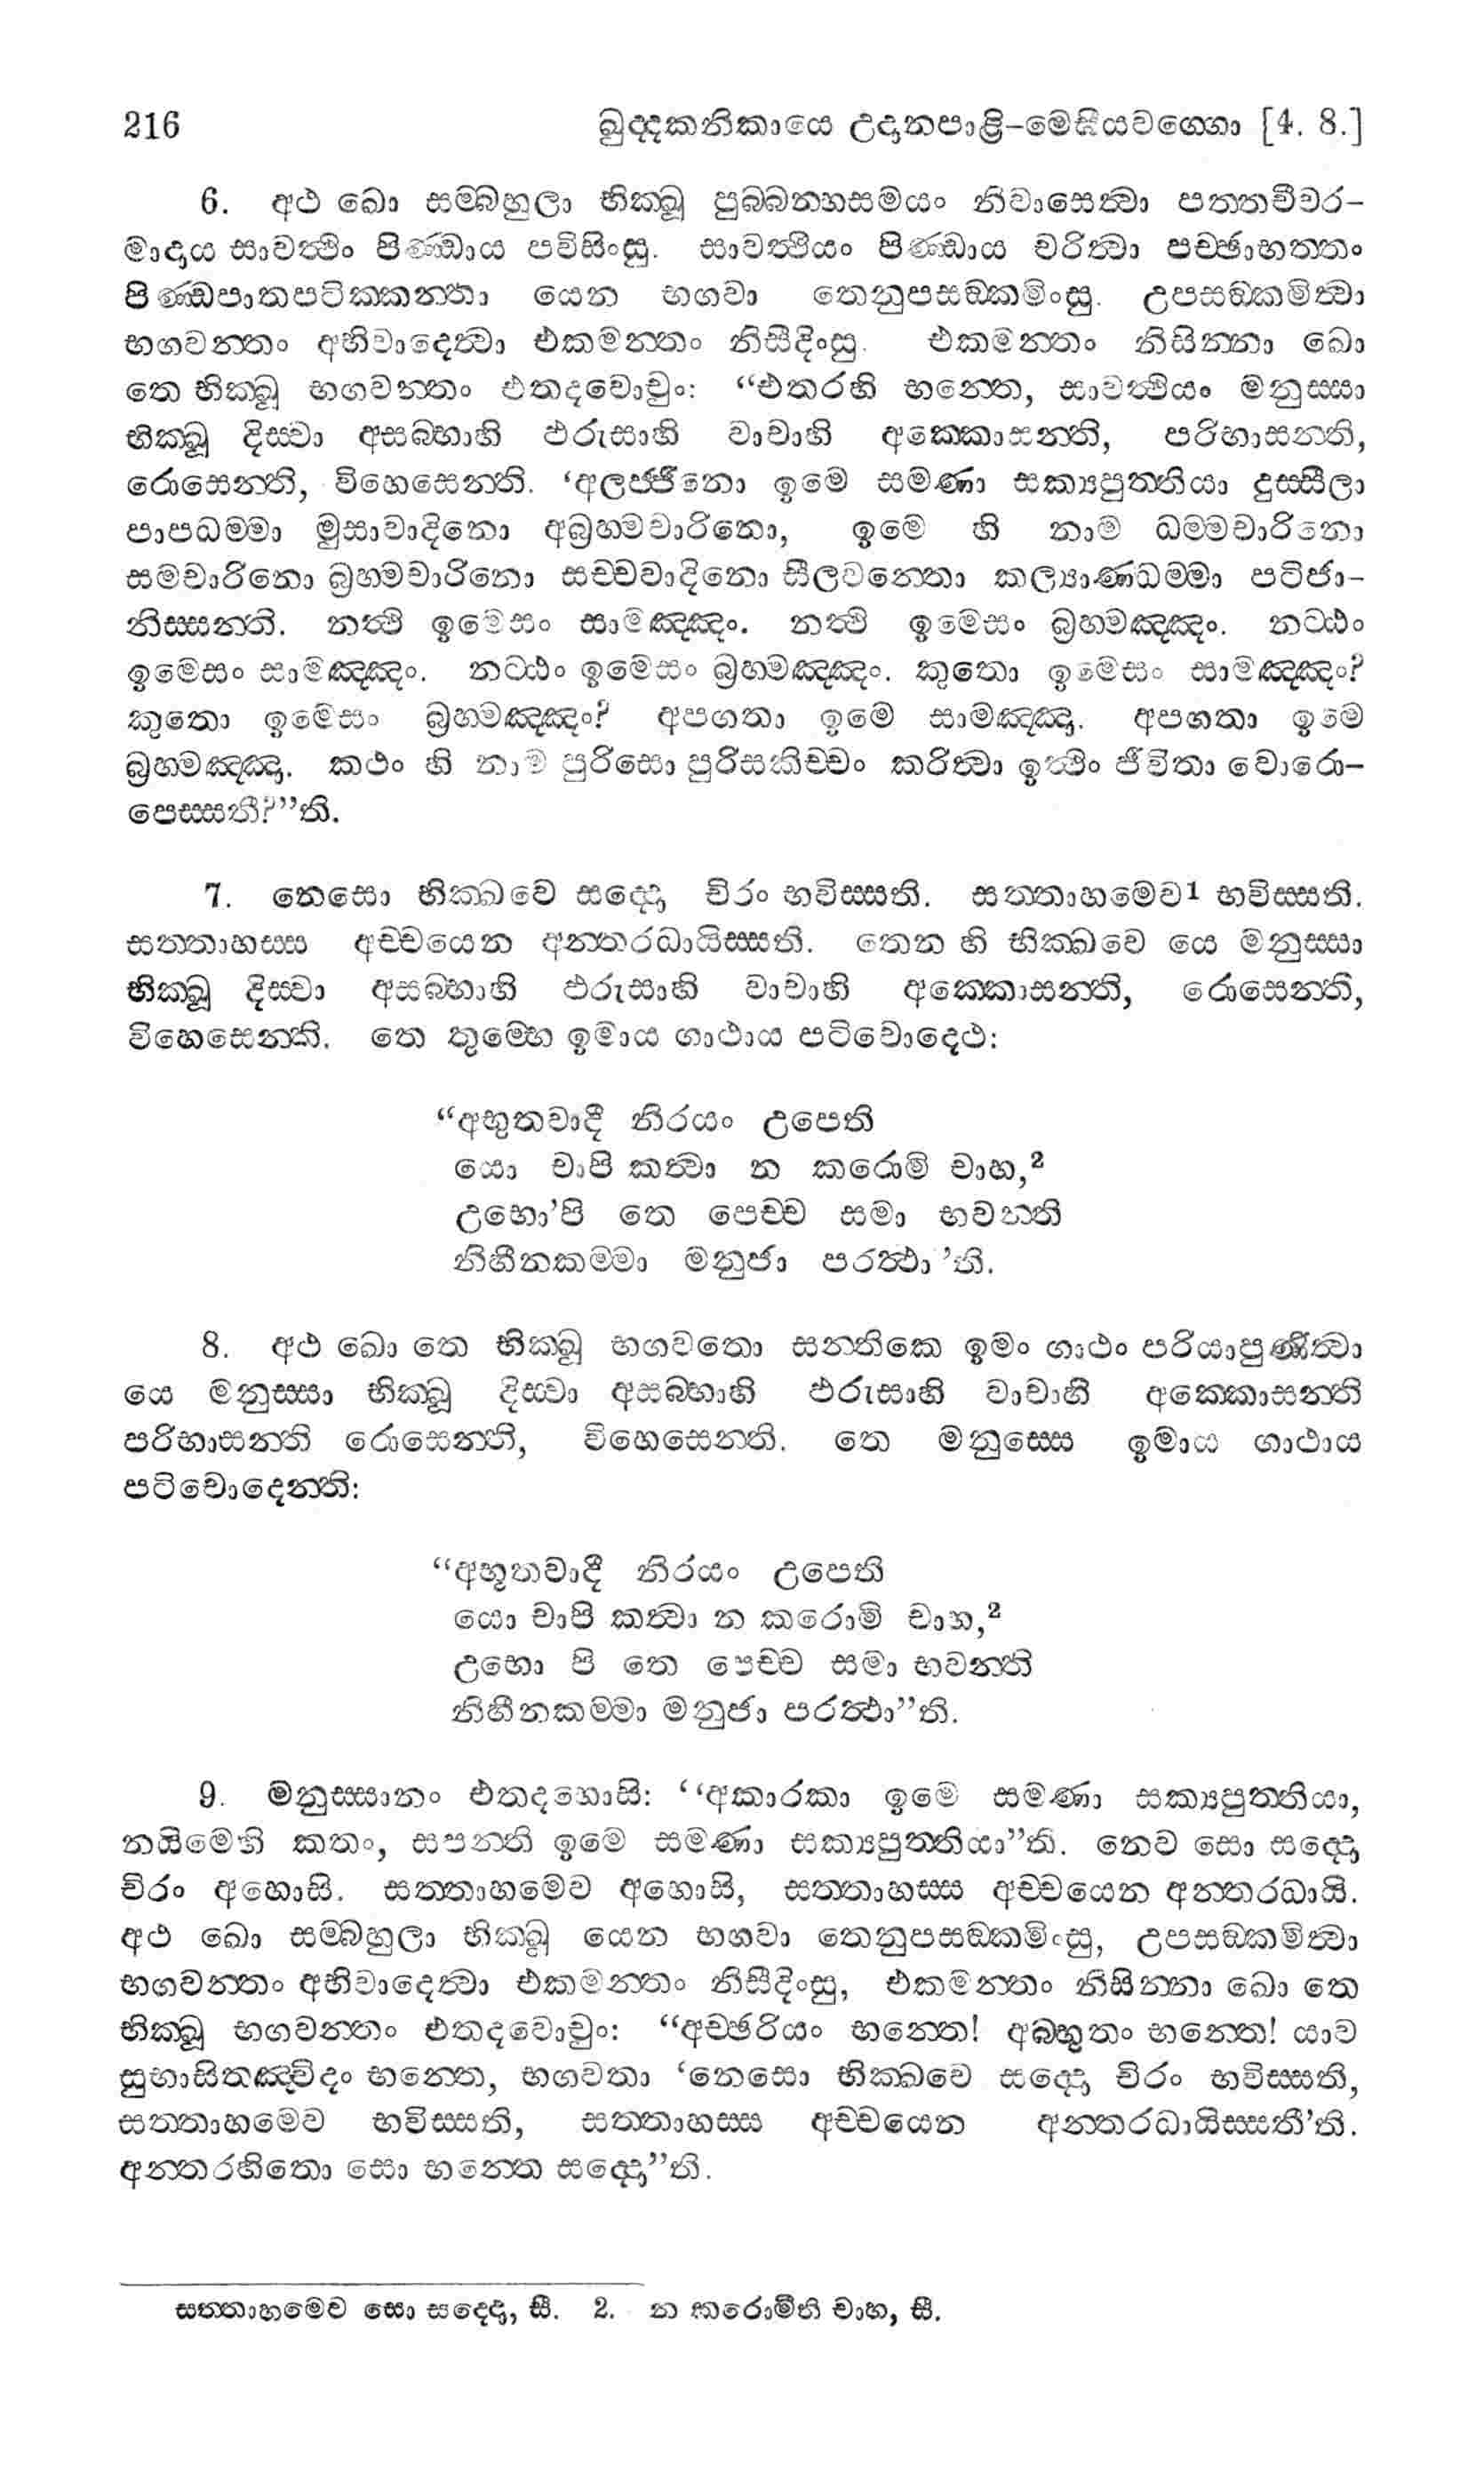 216 ඛුද්දකනිකායෙ උදානපාළි–මෙඝියවග්ගො [4. 8.]
6. අථ ඛො සම්බහුලා භික්ඛූ පුබ්බන්හසමයං නිවාසෙත්වා පත්තචීවර–
මාදාය සාවත්ථිං පිණ්ඩාය පවිසිංසු. සාවත්ථියං පිණ්ඩාය චරිත්වා පච්ඡාභත්තං
පිණ්ඩපාතපටික්කන්තා යෙන භගවා තෙනුපසඞ්කමිංසු. උපසඞ්කමිත්වා
භගවන්තං අභිවාදෙත්වා එකමන්තං නිසීදිංසු. එකමන්තං නිසින්නා ඛො
තෙ භික්ඛූ භගවන්තං එතදවොචුං: “එතරහි භන්තෙ, සාවත්ථියං මනුස්සා
භික්ඛූ දිස්වා අසබ්භාහි ඵරුසාහි වාචාහි අක්කොසන්ති, පරිභාසන්ති,
රොසෙන්ති, විහෙසෙන්ති. ‘අලජ්ජිනො ඉමෙ සමණා සක්‍යපුත්තියා දුස්සීලා
පාපධම්මා මුසාවාදිනො අබ්‍රහ්මචාරිනො, ඉමෙ හි නාම ධම්මචාරිනො
සමචාරිනො බ්‍රහ්මචාරිනො සච්චවාදිනො සීලවන්තො කල්‍යාණධම්මා පටිජා–
නිස්සන්ති. නත්ථි ඉමෙසං සාමඤ්ඤං. නත්ථි ඉමෙසං බ්‍රහ්මඤ්ඤං. නට්ඨං
ඉමෙසං සාමඤ්ඤං. නට්ඨං ඉමෙසං බ්‍රහ්මඤ්ඤං. කුතො ඉමෙසං සාමඤ්ඤං?
කුතො ඉමෙසං බ්‍රහ්මඤ්ඤං? අපගතා ඉමෙ සාමඤ්ඤා. අපගතා ඉමෙ
බ්‍රහ්මඤ්ඤා. කථං හි නාම පුරිසො පුරිසකිච්චං කරිත්වා ඉත්ථිං ජීවිතා වොරො–
පෙස්සතී?”ති.
7. නෙසො භික්ඛවෙ සද්දො චිරං භවිස්සති. සත්තාහමෙව1 භවිස්සති.
සත්තාහස්ස අච්චයෙන අන්තරධායිස්සති. තෙන හි භික්ඛවෙ යෙ මනුස්සා
භික්ඛූ දිස්වා අසබ්භාහි ඵරුසාහි වාචාහි අක්කොසන්ති, රොසෙන්ති,
විහෙසෙන්ති. තෙ තුම්හෙ ඉමාය ගාථාය පටිචොදෙථ:
“අභූතවාදී නිරයං උපෙති
යො චාපි කත්වා න කරොමි චාහ,2
උභො’පි තෙ පෙච්ච සමා භවන්ති
නිහීනකම්මා මනුජා පරත්ථා ’ති.
8. අථ ඛො තෙ භික්ඛූ භගවතො සන්තිකෙ ඉමං ගාථං පරියාපුණිත්වා
යෙ මනුස්සා භික්ඛූ දිස්වා අසබ්භාහි ඵරුසාහි වාචාහි අක්කොසන්ති
පරිභාසන්ති රොසෙන්ති, විහෙසෙන්ති. තෙ මනුස්සෙ ඉමාය ගාථාය
පටිචොදෙන්ති:
“අභූතවාදී නිරයං උපෙති
යො චාපි කත්වා න කරොමි චාහ,2
උභො පි තෙ පෙච්ච සමා භවන්ති
නිහීනකම්මා මනුජා පරත්ථා”ති.
9. මනුස්සානං එතදහොසි: “අකාරකා ඉමෙ සමණා සක්‍යපුත්තියා,
නයිමෙහි කතං, සපන්ති ඉමෙ සමණා සක්‍යපුත්තියා”ති. නෙව සො සද්දො
චිරං අහොසි. සත්තාහමෙව අහොසි, සත්තාහස්ස අච්චයෙන අන්තරධායි.
අථ ඛො සම්බහුලා භික්ඛූ යෙන භගවා තෙනුපසඞ්කමිංසු, උපසඞ්කමිත්වා
භගවන්තං අභිවාදෙත්වා එකමන්තං නිසීදිංසු, එකමන්තං නිසින්නා ඛො තෙ
භික්ඛූ භගවන්තං එතදවොචුං: “අච්ඡරියං භන්තෙ! අබ්භුතං භන්තෙ! යාව
සුභාසිතඤ්චිදං භන්තෙ, භගවතා ‘නෙසො භික්ඛවෙ සද්දො චිරං භවිස්සති,
සත්තාහමෙව භවිස්සති, සත්තාහස්ස අච්චයෙන අන්තරධායිස්සතී’ති.
අන්තරහිතො සො භන්තෙ සද්දො”ති.
සත්තාහමෙව සො සද්දො, සී. 2. න කරොමීති චාහ, සී.